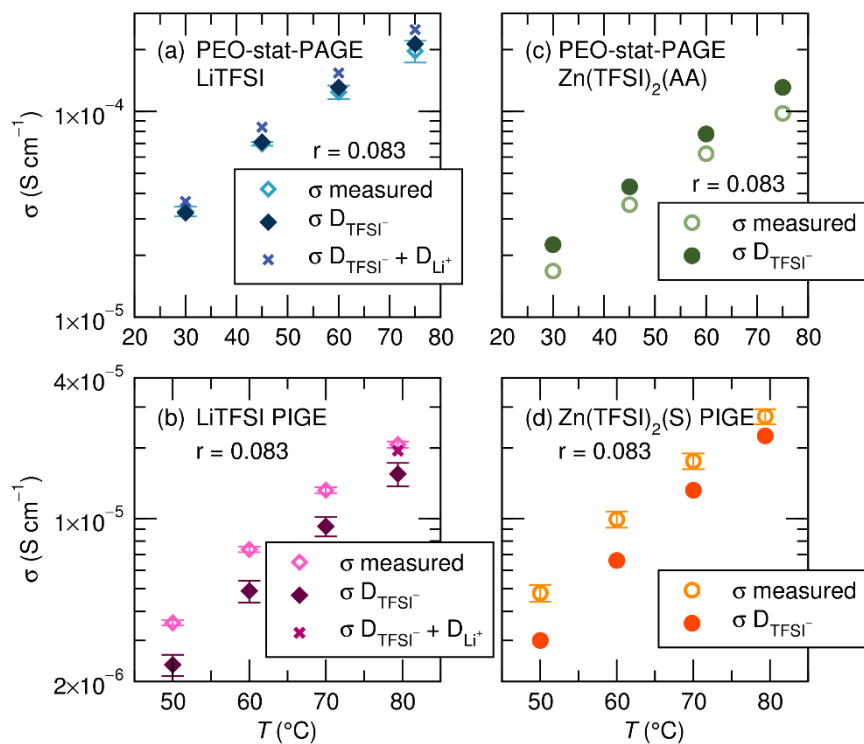 (a) PEO-stat-PAGE
LiTFSI
r = 0.083
σ measured
σ D_TFSI⁻
σ D_TFSI⁻ + D_Li⁺
σ (S cm⁻¹)
1×10⁻⁴
1×10⁻⁵
20 30 40 50 60 70 80
(c) PEO-stat-PAGE
Zn(TFSI)₂(AA)
r = 0.083
σ measured
σ D_TFSI⁻
20 30 40 50 60 70 80
(b) LiTFSI PIGE
r = 0.083
σ measured
σ D_TFSI⁻
σ D_TFSI⁻ + D_Li⁺
σ (S cm⁻¹)
4×10⁻⁵
1×10⁻⁵
2×10⁻⁶
50 60 70 80
T (°C)
(d) Zn(TFSI)₂(S) PIGE
r = 0.083
σ measured
σ D_TFSI⁻
50 60 70 80
T (°C)